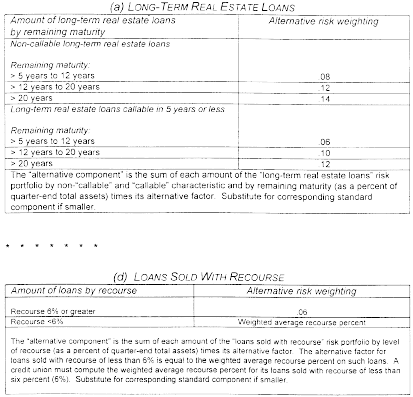 (a) LONG-TERM REAL ESTATE LOANS
Amount of long-term real estate loans Alternative risk weighting
by remaining maturity
Non-callable long-term real estate loans
Remaining maturity:
> 5 years to 12 years .08
> 12 years to 20 years .12
> 20 years .14
Long-term real estate loans callable in 5 years or less
Remaining maturity:
> 5 years to 12 years .06
> 12 years to 20 years .10
> 20 years .12
The "alternative component" is the sum of each amount of the "long-term real estate loans" risk
portfolio by non-"callable" and "callable" characteristic and by remaining maturity (as a percent of
quarter-end total assets) times its alternative factor. Substitute for corresponding standard
component if smaller.
* * * * * * *
(d) LOANS SOLD WITH RECOURSE
Amount of loans by recourse Alternative risk weighting
Recourse 6% or greater .06
Recourse <6% Weighted average recourse percent
The "alternative component" is the sum of each amount of the "loans sold with recourse" risk portfolio by level
of recourse (as a percent of quarter-end total assets) times its alternative factor. The alternative factor for
loans sold with recourse of less than 6% is equal to the weighted average recourse percent on such loans. A
credit union must compute the weighted average recourse percent for its loans sold with recourse of less than
six percent (6%). Substitute for corresponding standard component if smaller.